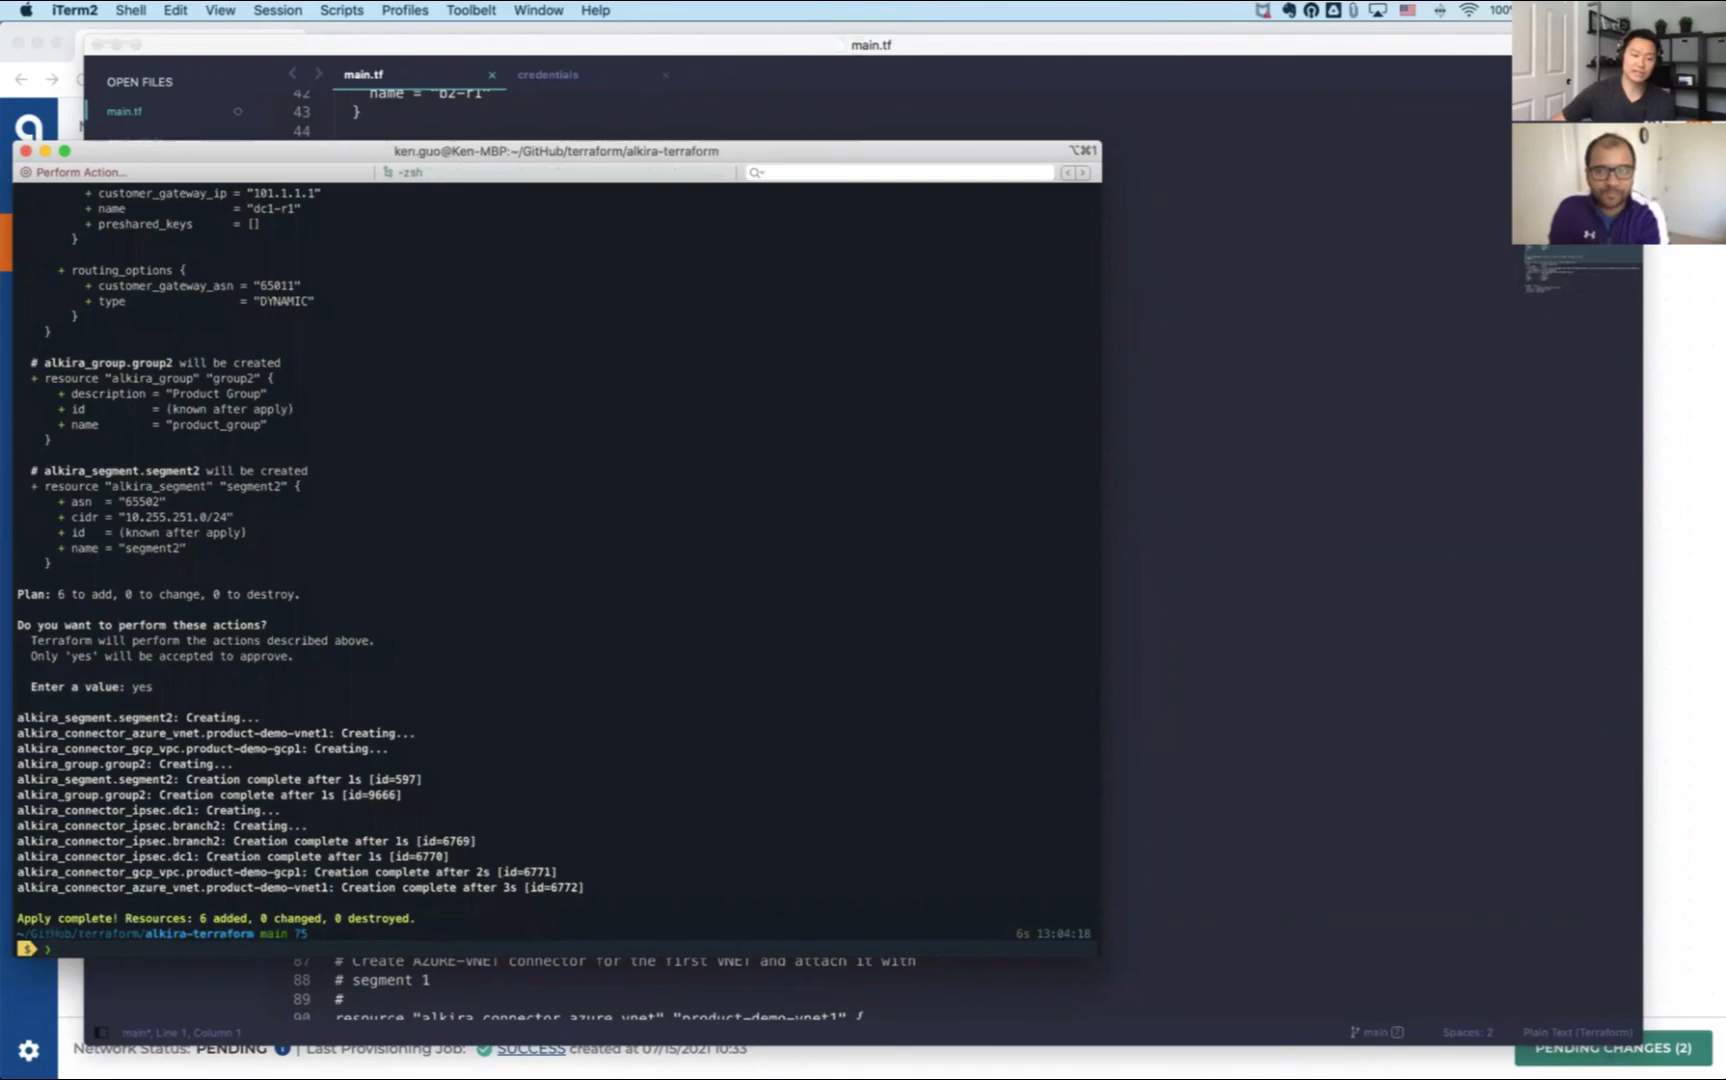 iTerm2 Shell Edit View Session Scripts Profiles Toolbelt Window Help
100%
main.tf
OPEN FILES
main.tf
main.tf × credentials ×
42 name = "b2-r1"
43 }
44
ken.guo@Ken-MBP:~/GitHub/terraform/alkira-terraform ⌥⌘1
Perform Action... -zsh
+ customer_gateway_ip = "101.1.1.1"
+ name = "dc1-r1"
+ preshared_keys = []
}
+ routing_options {
+ customer_gateway_asn = "65011"
+ type = "DYNAMIC"
}
}
# alkira_group.group2 will be created
+ resource "alkira_group" "group2" {
+ description = "Product Group"
+ id = (known after apply)
+ name = "product_group"
}
# alkira_segment.segment2 will be created
+ resource "alkira_segment" "segment2" {
+ asn = "65502"
+ cidr = "10.255.251.0/24"
+ id = (known after apply)
+ name = "segment2"
}
Plan: 6 to add, 0 to change, 0 to destroy.
Do you want to perform these actions?
Terraform will perform the actions described above.
Only 'yes' will be accepted to approve.
Enter a value: yes
alkira_segment.segment2: Creating...
alkira_connector_azure_vnet.product-demo-vnet1: Creating...
alkira_connector_gcp_vpc.product-demo-gcp1: Creating...
alkira_group.group2: Creating...
alkira_segment.segment2: Creation complete after 1s [id=597]
alkira_group.group2: Creation complete after 1s [id=9666]
alkira_connector_ipsec.dc1: Creating...
alkira_connector_ipsec.branch2: Creating...
alkira_connector_ipsec.branch2: Creation complete after 1s [id=6769]
alkira_connector_ipsec.dc1: Creation complete after 1s [id=6770]
alkira_connector_gcp_vpc.product-demo-gcp1: Creation complete after 2s [id=6771]
alkira_connector_azure_vnet.product-demo-vnet1: Creation complete after 3s [id=6772]
Apply complete! Resources: 6 added, 0 changed, 0 destroyed.
~/GitHub/terraform/alkira-terraform main ?5 6s 13:04:18
$ ❯
87 # Create AZURE-VNET connector for the first VNET and attach it with
88 # segment 1
89 #
90 resource "alkira_connector_azure_vnet" "product-demo-vnet1" {
main*, Line 1, Column 1 main 7 Spaces: 2 Plain Text (Terraform)
Network Status: PENDING | Last Provisioning Job: SUCCESS created at 07/15/2021 10:33 PENDING CHANGES (2)